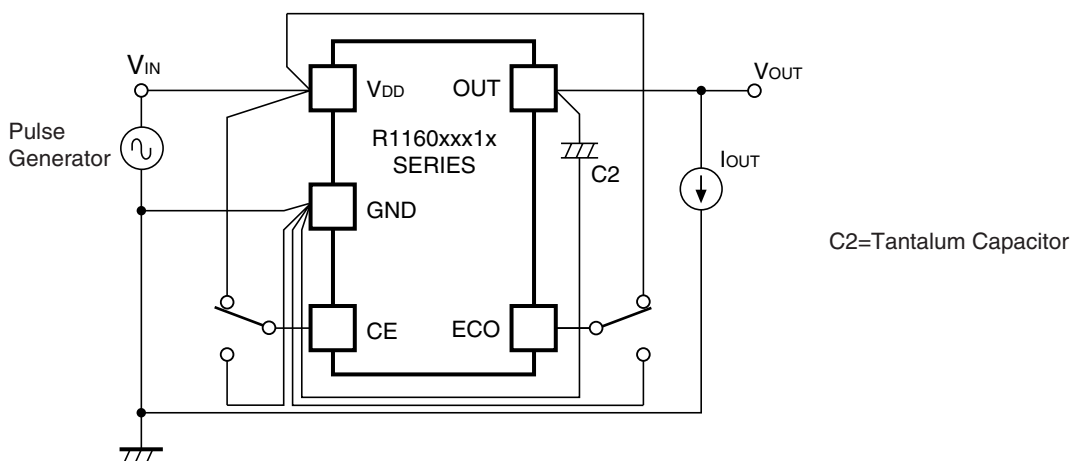 VIN
Pulse
Generator
VDD
OUT
R1160xxx1x
SERIES
GND
CE
ECO
C2
VOUT
IOUT
C2=Tantalum Capacitor